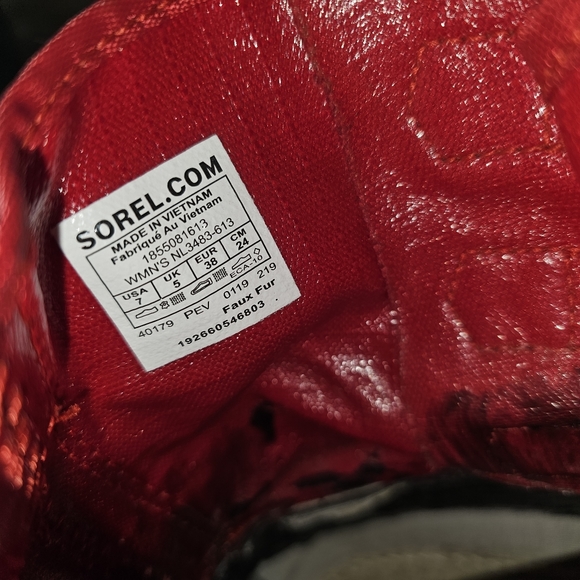 SOREL.COM
MADE IN VIETNAM
Fabriqué Au Vietnam
1855081613
WMN'S NL3483-613
USA UK EUR CM
7 5 38 24
ECA-10
40179 PEV 0119 219
Faux Fur
192660546803